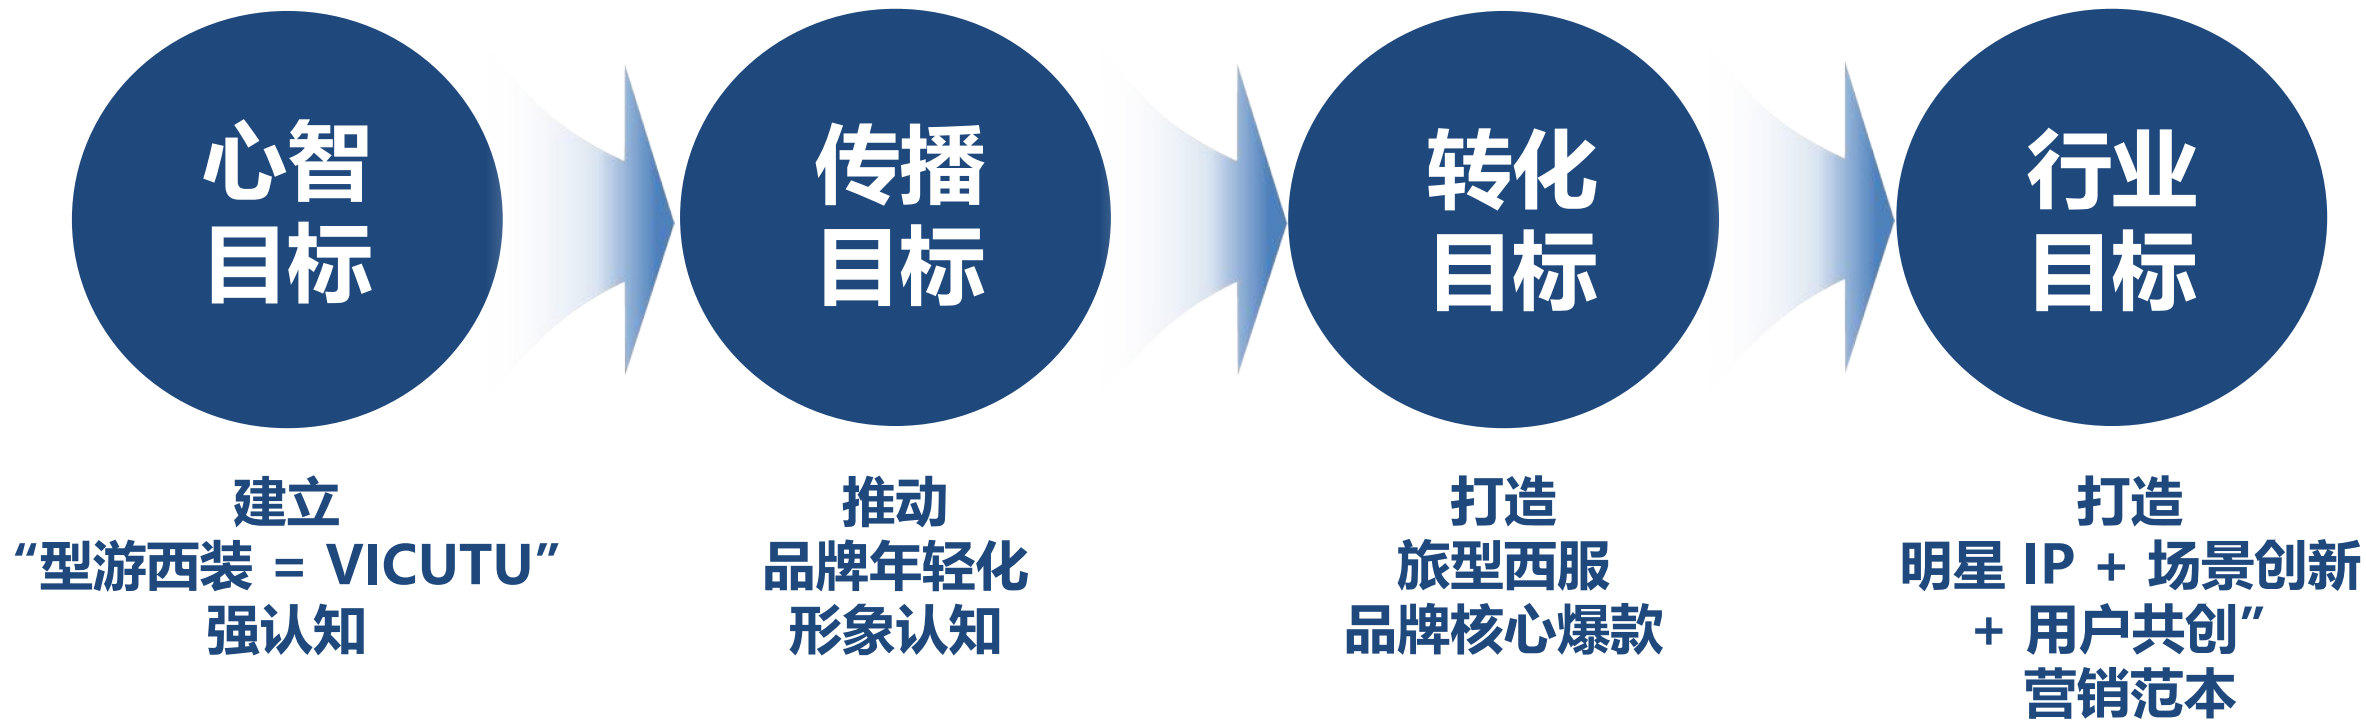 心智
目标
传播
目标
转化
目标
行业
目标
建立
“型游西装 = VICUTU”
强认知
推动
品牌年轻化
形象认知
打造
旅型西服
品牌核心爆款
打造
明星 IP + 场景创新
+ 用户共创”
营销范本